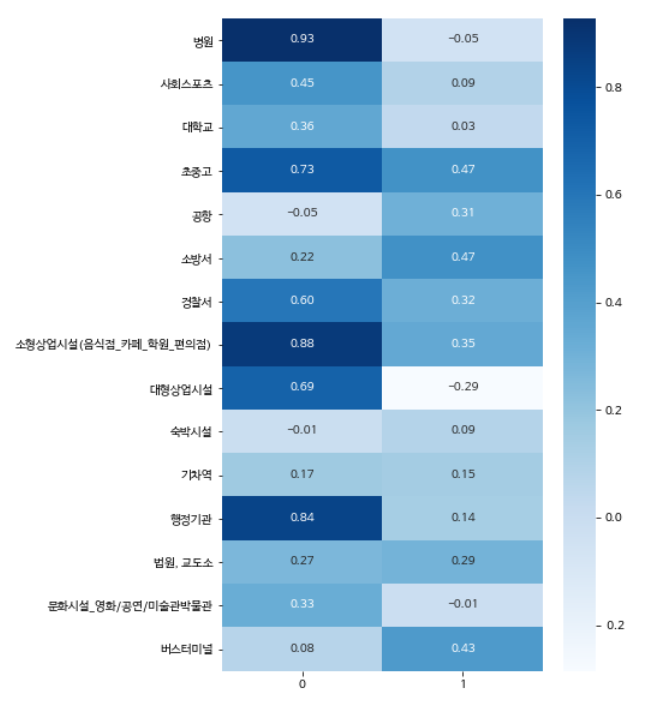 병원 0.93 −0.05
사회스포츠 0.45 0.09
대학교 0.36 0.03
초중고 0.73 0.47
공항 −0.05 0.31
소방서 0.22 0.47
경찰서 0.60 0.32
소형상업시설(음식점_카페_학원_편의점) 0.88 0.35
대형상업시설 0.69 −0.29
숙박시설 −0.01 0.09
기차역 0.17 0.15
행정기관 0.84 0.14
법원, 교도소 0.27 0.29
문화시설_영화/공연/미술관박물관 0.33 −0.01
버스터미널 0.08 0.43
0 1
0.8
0.6
0.4
0.2
0.0
0.2